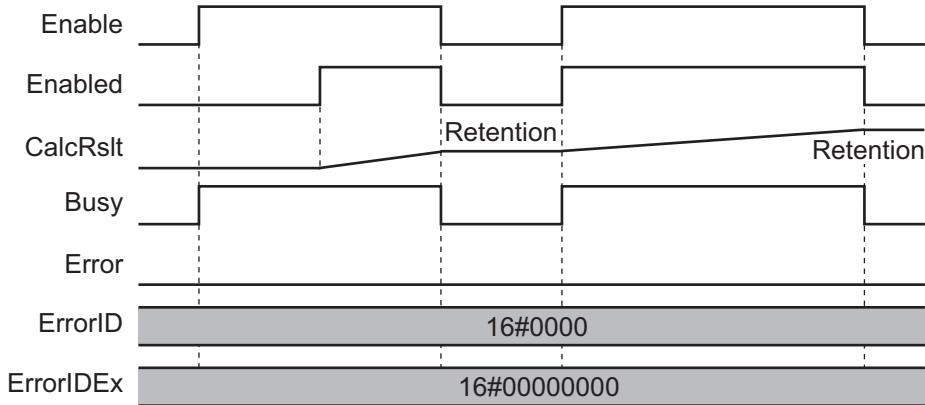 Enable
Enabled
Retention
CalcRslt
Retention
Busy
Error
ErrorID
16#0000
ErrorIDEx
16#00000000